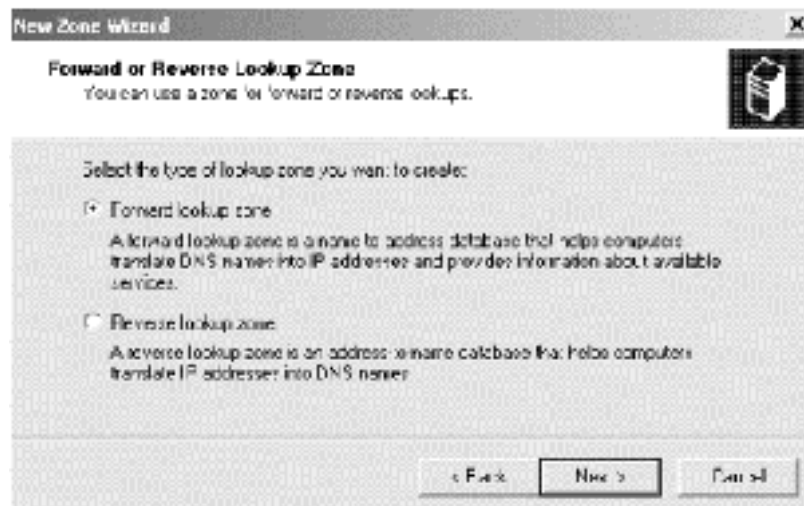 New Zone Wizard
Forward or Reverse Lookup Zone
You can use a zone for forward or reverse lookups.
Select the type of lookup zone you want to create:
Forward lookup zone
A forward lookup zone is a name to address database that helps computers
translate DNS names into IP addresses and provides information about available
services.
Reverse lookup zone
A reverse lookup zone is an address-to-name database that helps computers
translate IP addresses into DNS names
< Back
Next >
Cancel